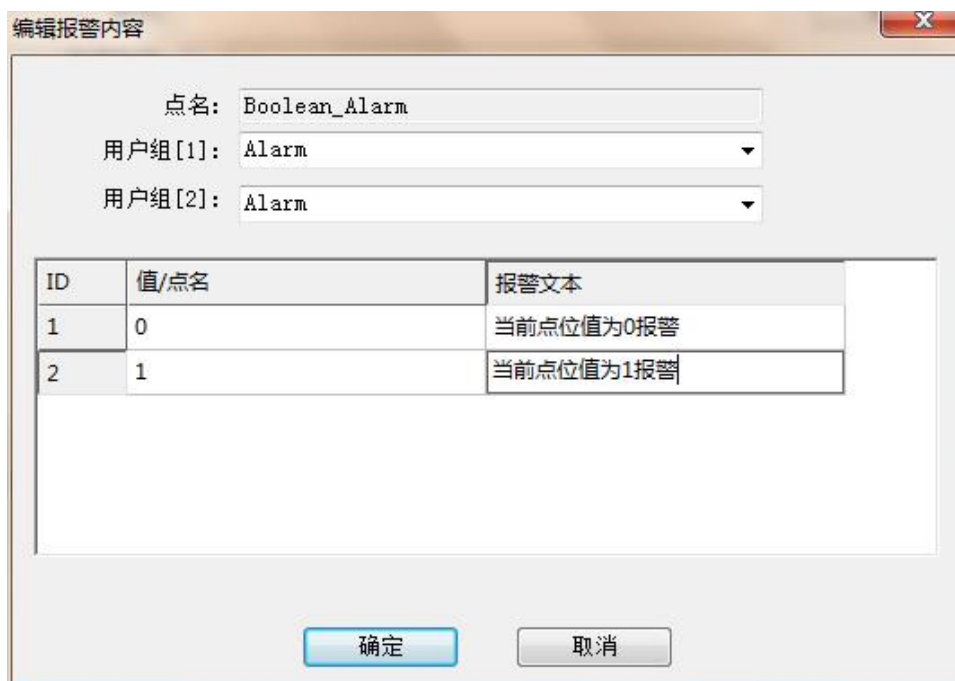 编辑报警内容
点名: Boolean_Alarm
用户组[1]: Alarm
用户组[2]: Alarm
ID 值/点名 报警文本
1 0 当前点位值为0报警
2 1 当前点位值为1报警
确定 取消